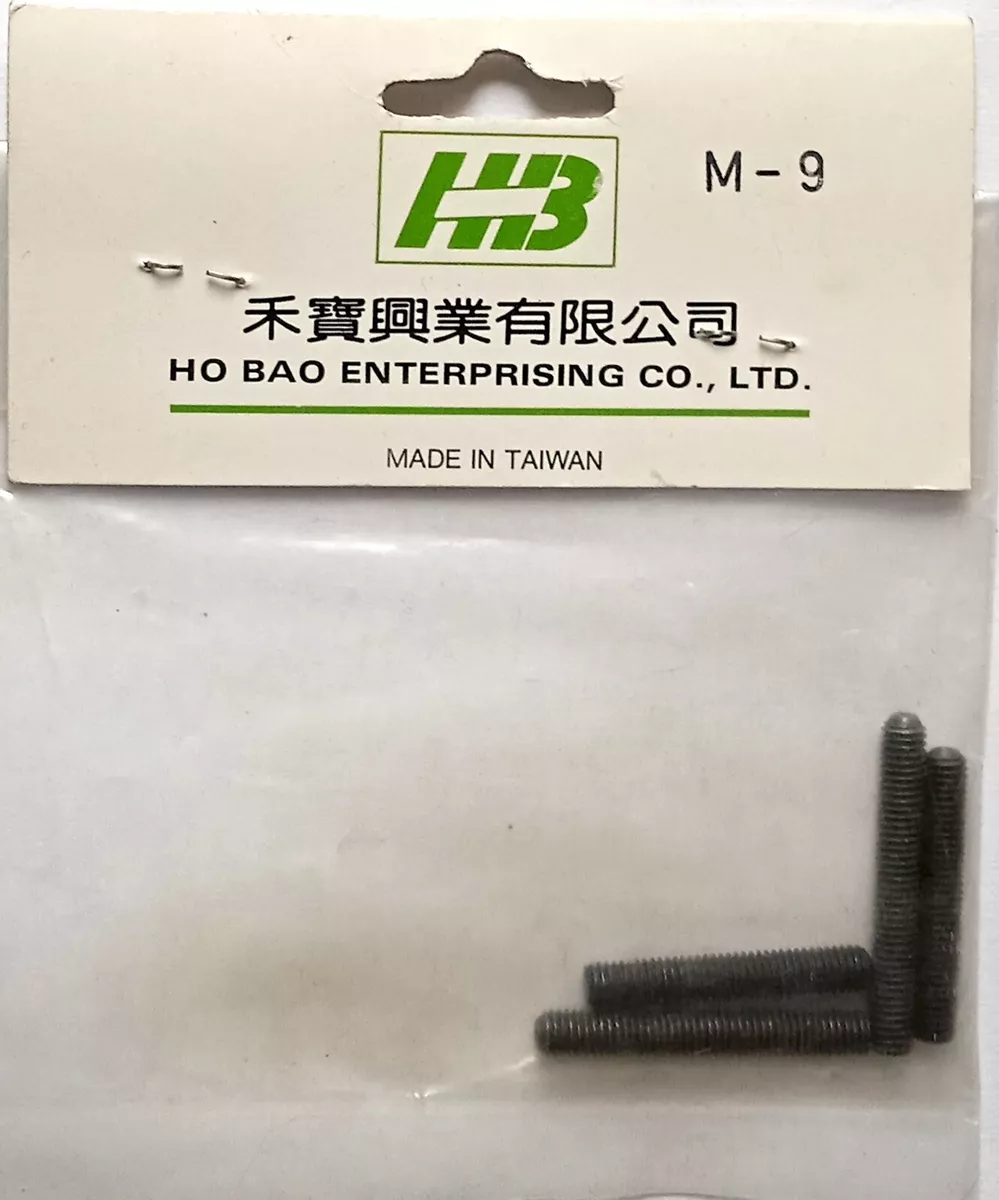 HB
M-9
禾寶興業有限公司
HO BAO ENTERPRISING CO., LTD.
MADE IN TAIWAN